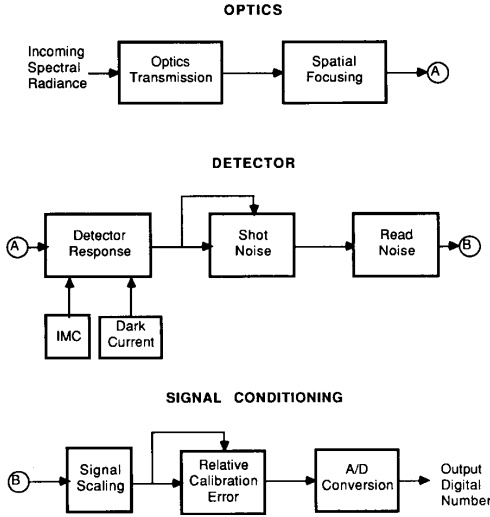 OPTICS
Incoming
Spectral
Radiance
Optics
Transmission
Spatial
Focusing
A
DETECTOR
A
Detector
Response
Shot
Noise
Read
Noise
B
IMC
Dark
Current
SIGNAL CONDITIONING
B
Signal
Scaling
Relative
Calibration
Error
A/D
Conversion
Output
Digital
Number